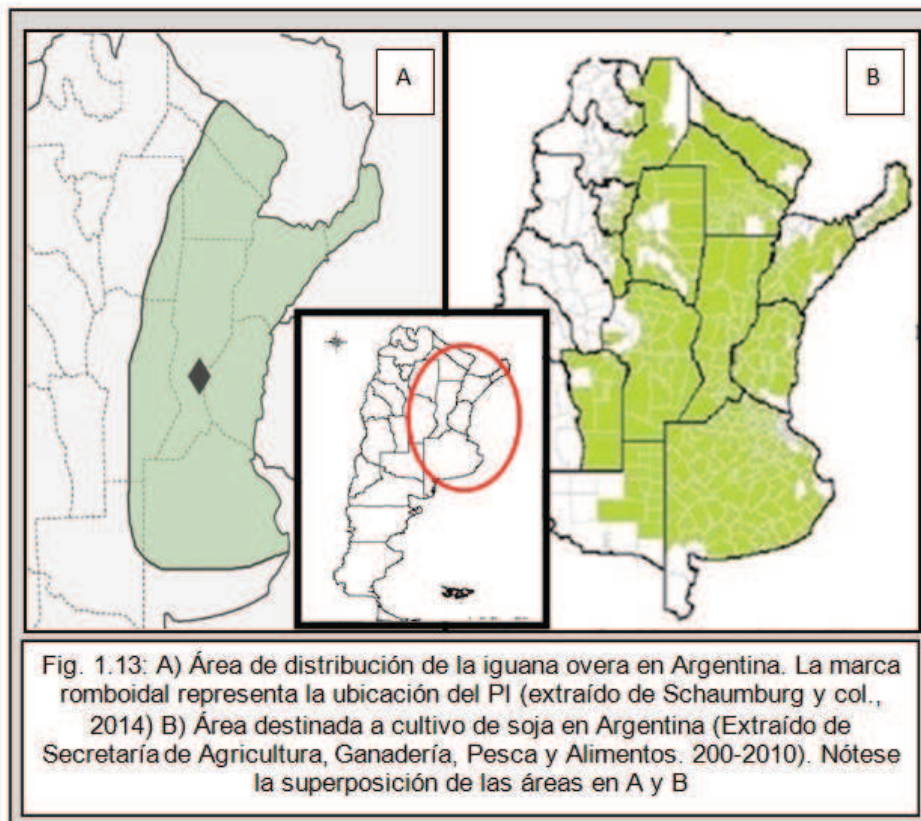 A
B
Fig. 1.13: A) Área de distribución de la iguana overa en Argentina. La marca
romboidal representa la ubicación del PI (extraído de Schaumburg y col.,
2014) B) Área destinada a cultivo de soja en Argentina (Extraído de
Secretaría de Agricultura, Ganadería, Pesca y Alimentos. 200-2010). Nótese
la superposición de las áreas en A y B